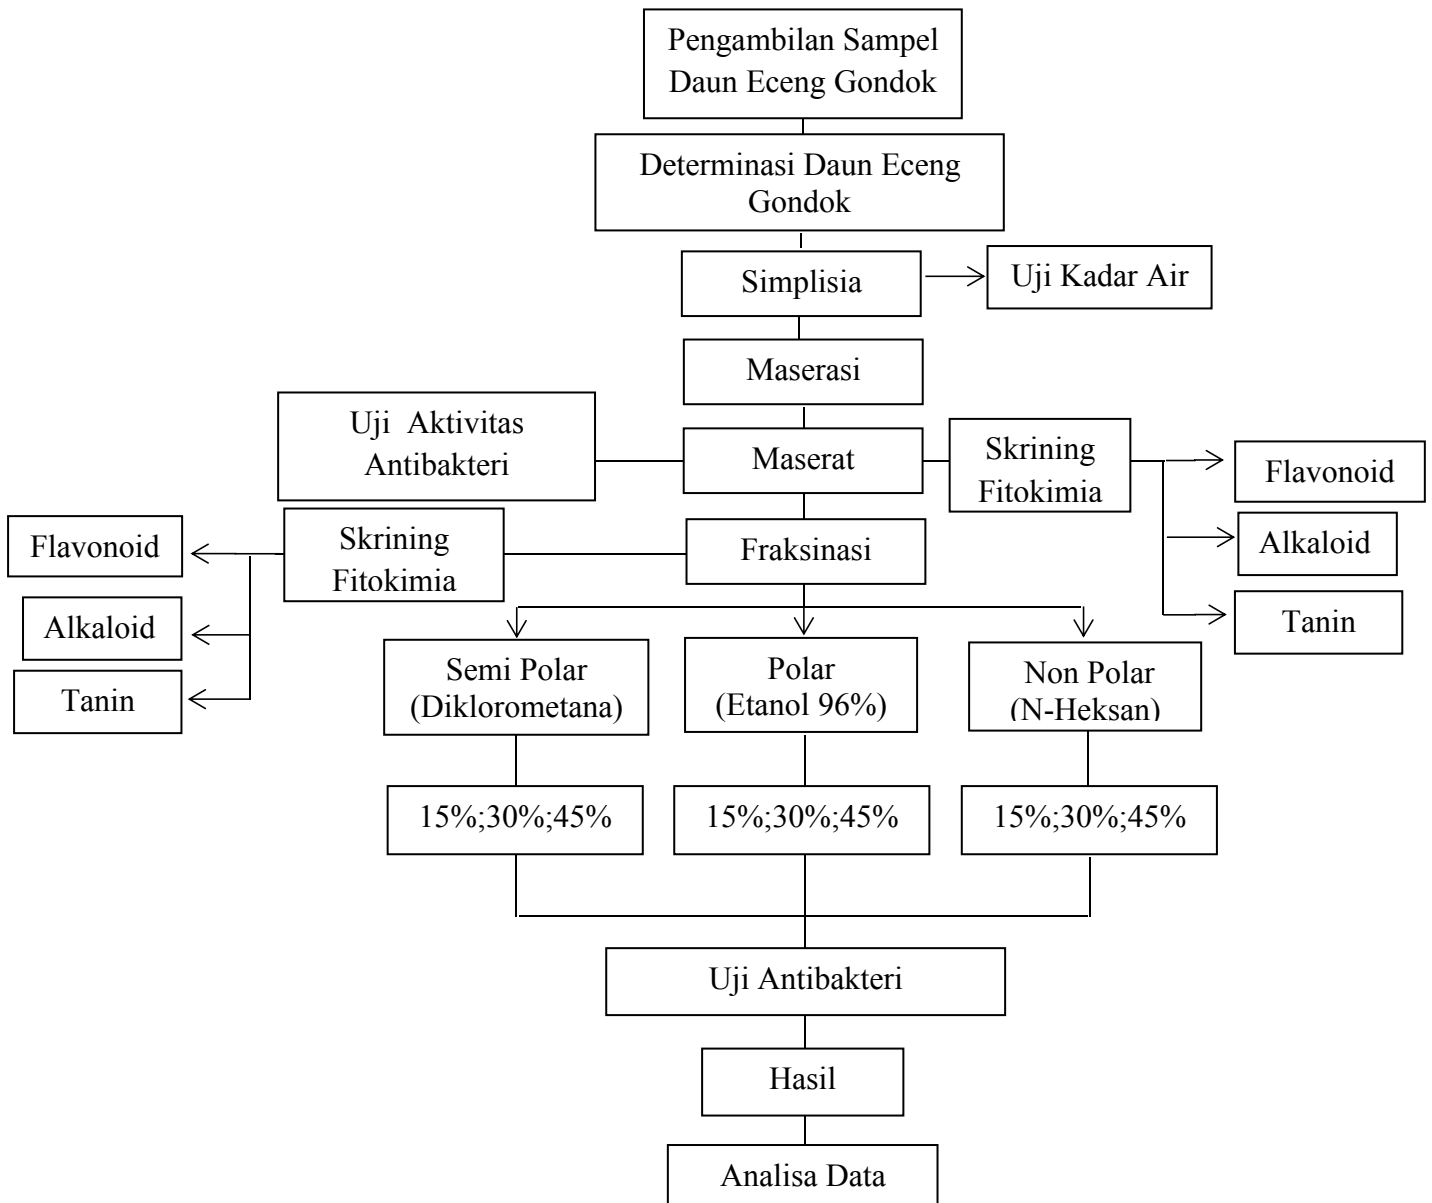 Pengambilan Sampel
Daun Eceng Gondok
Determinasi Daun Eceng
Gondok
Simplisia
Uji Kadar Air
Maserasi
Uji Aktivitas
Antibakteri
Maserat
Skrining
Fitokimia
Flavonoid
Alkaloid
Tanin
Flavonoid
Alkaloid
Tanin
Skrining
Fitokimia
Fraksinasi
Semi Polar
(Diklorometana)
Polar
(Etanol 96%)
Non Polar
(N-Heksan)
15%;30%;45%
15%;30%;45%
15%;30%;45%
Uji Antibakteri
Hasil
Analisa Data